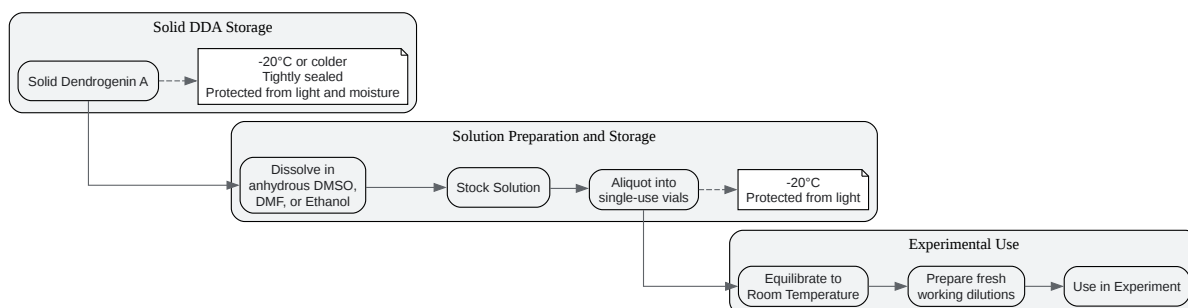 Solid DDA Storage
Solid Dendrogenin A
-20°C or colder
Tightly sealed
Protected from light and moisture
Solution Preparation and Storage
Dissolve in
anhydrous DMSO,
DMF, or Ethanol
Stock Solution
Aliquot into
single-use vials
-20°C
Protected from light
Experimental Use
Equilibrate to
Room Temperature
Prepare fresh
working dilutions
Use in Experiment